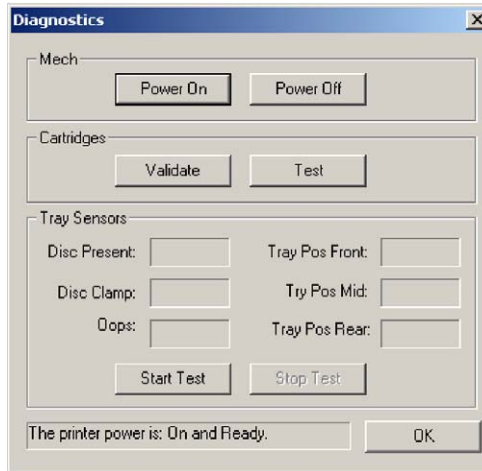 Diagnostics
Mech
Power On Power Off
Cartridges
Validate Test
Tray Sensors
Disc Present: Tray Pos Front:
Disc Clamp: Try Pos Mid:
Oops: Tray Pos Rear:
Start Test Stop Test
The printer power is: On and Ready. OK